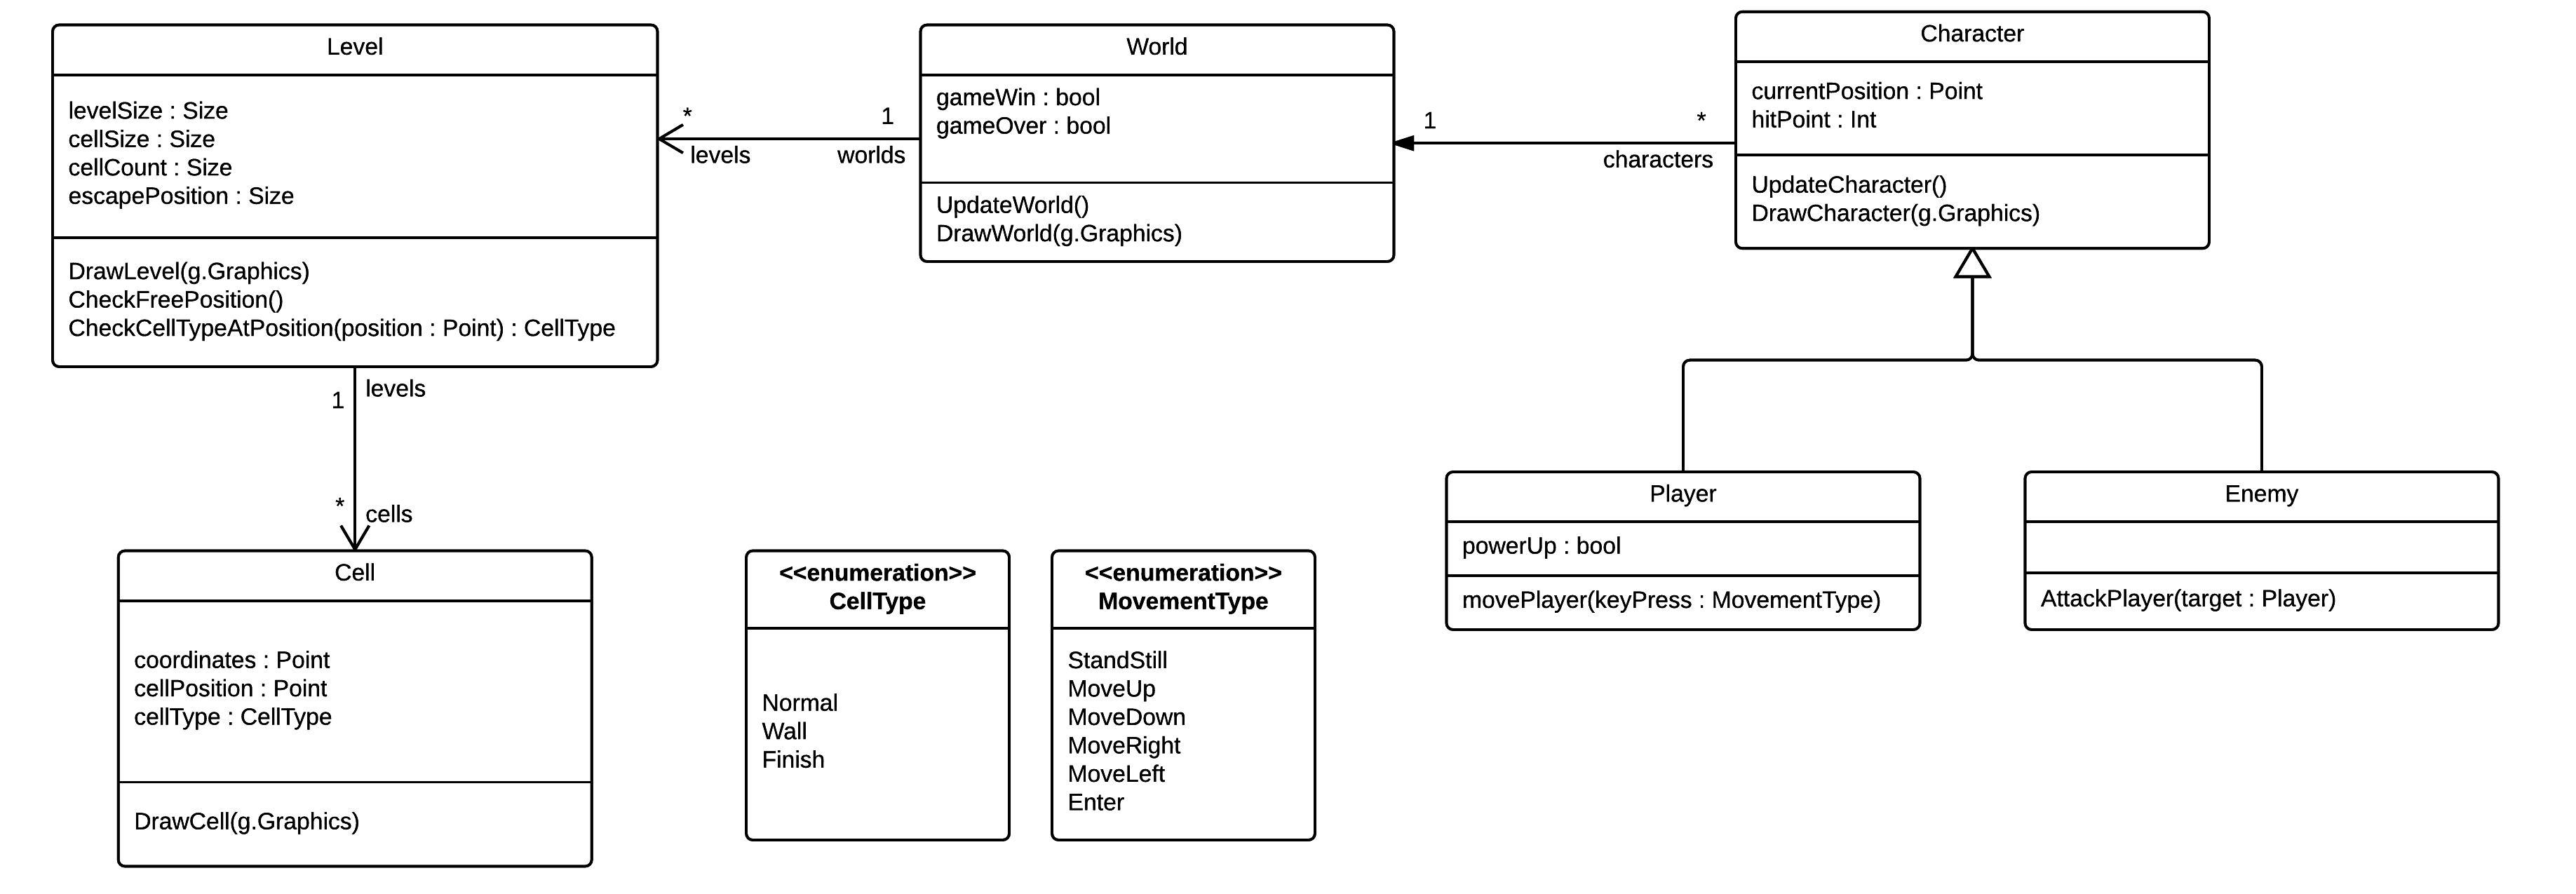 Level
levelSize : Size
cellSize : Size
cellCount : Size
escapePosition : Size
DrawLevel(g.Graphics)
CheckFreePosition()
CheckCellTypeAtPosition(position : Point) : CellType
*
levels
1
worlds
World
gameWin : bool
gameOver : bool
UpdateWorld()
DrawWorld(g.Graphics)
1
*
characters
Character
currentPosition : Point
hitPoint : Int
UpdateCharacter()
DrawCharacter(g.Graphics)
1
levels
*
cells
Cell
coordinates : Point
cellPosition : Point
cellType : CellType
DrawCell(g.Graphics)
<<enumeration>>
CellType
Normal
Wall
Finish
<<enumeration>>
MovementType
StandStill
MoveUp
MoveDown
MoveRight
MoveLeft
Enter
Player
powerUp : bool
movePlayer(keyPress : MovementType)
Enemy
AttackPlayer(target : Player)